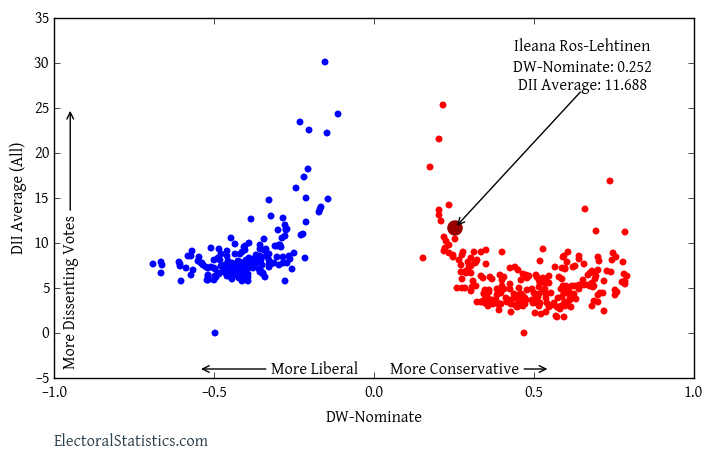 35
30
25
20
15
10
5
0
−5
DII Average (All)
More Dissenting Votes
Ileana Ros-Lehtinen
DW-Nominate: 0.252
DII Average: 11.688
More Liberal
More Conservative
−1.0 −0.5 0.0 0.5 1.0
DW-Nominate
ElectoralStatistics.com